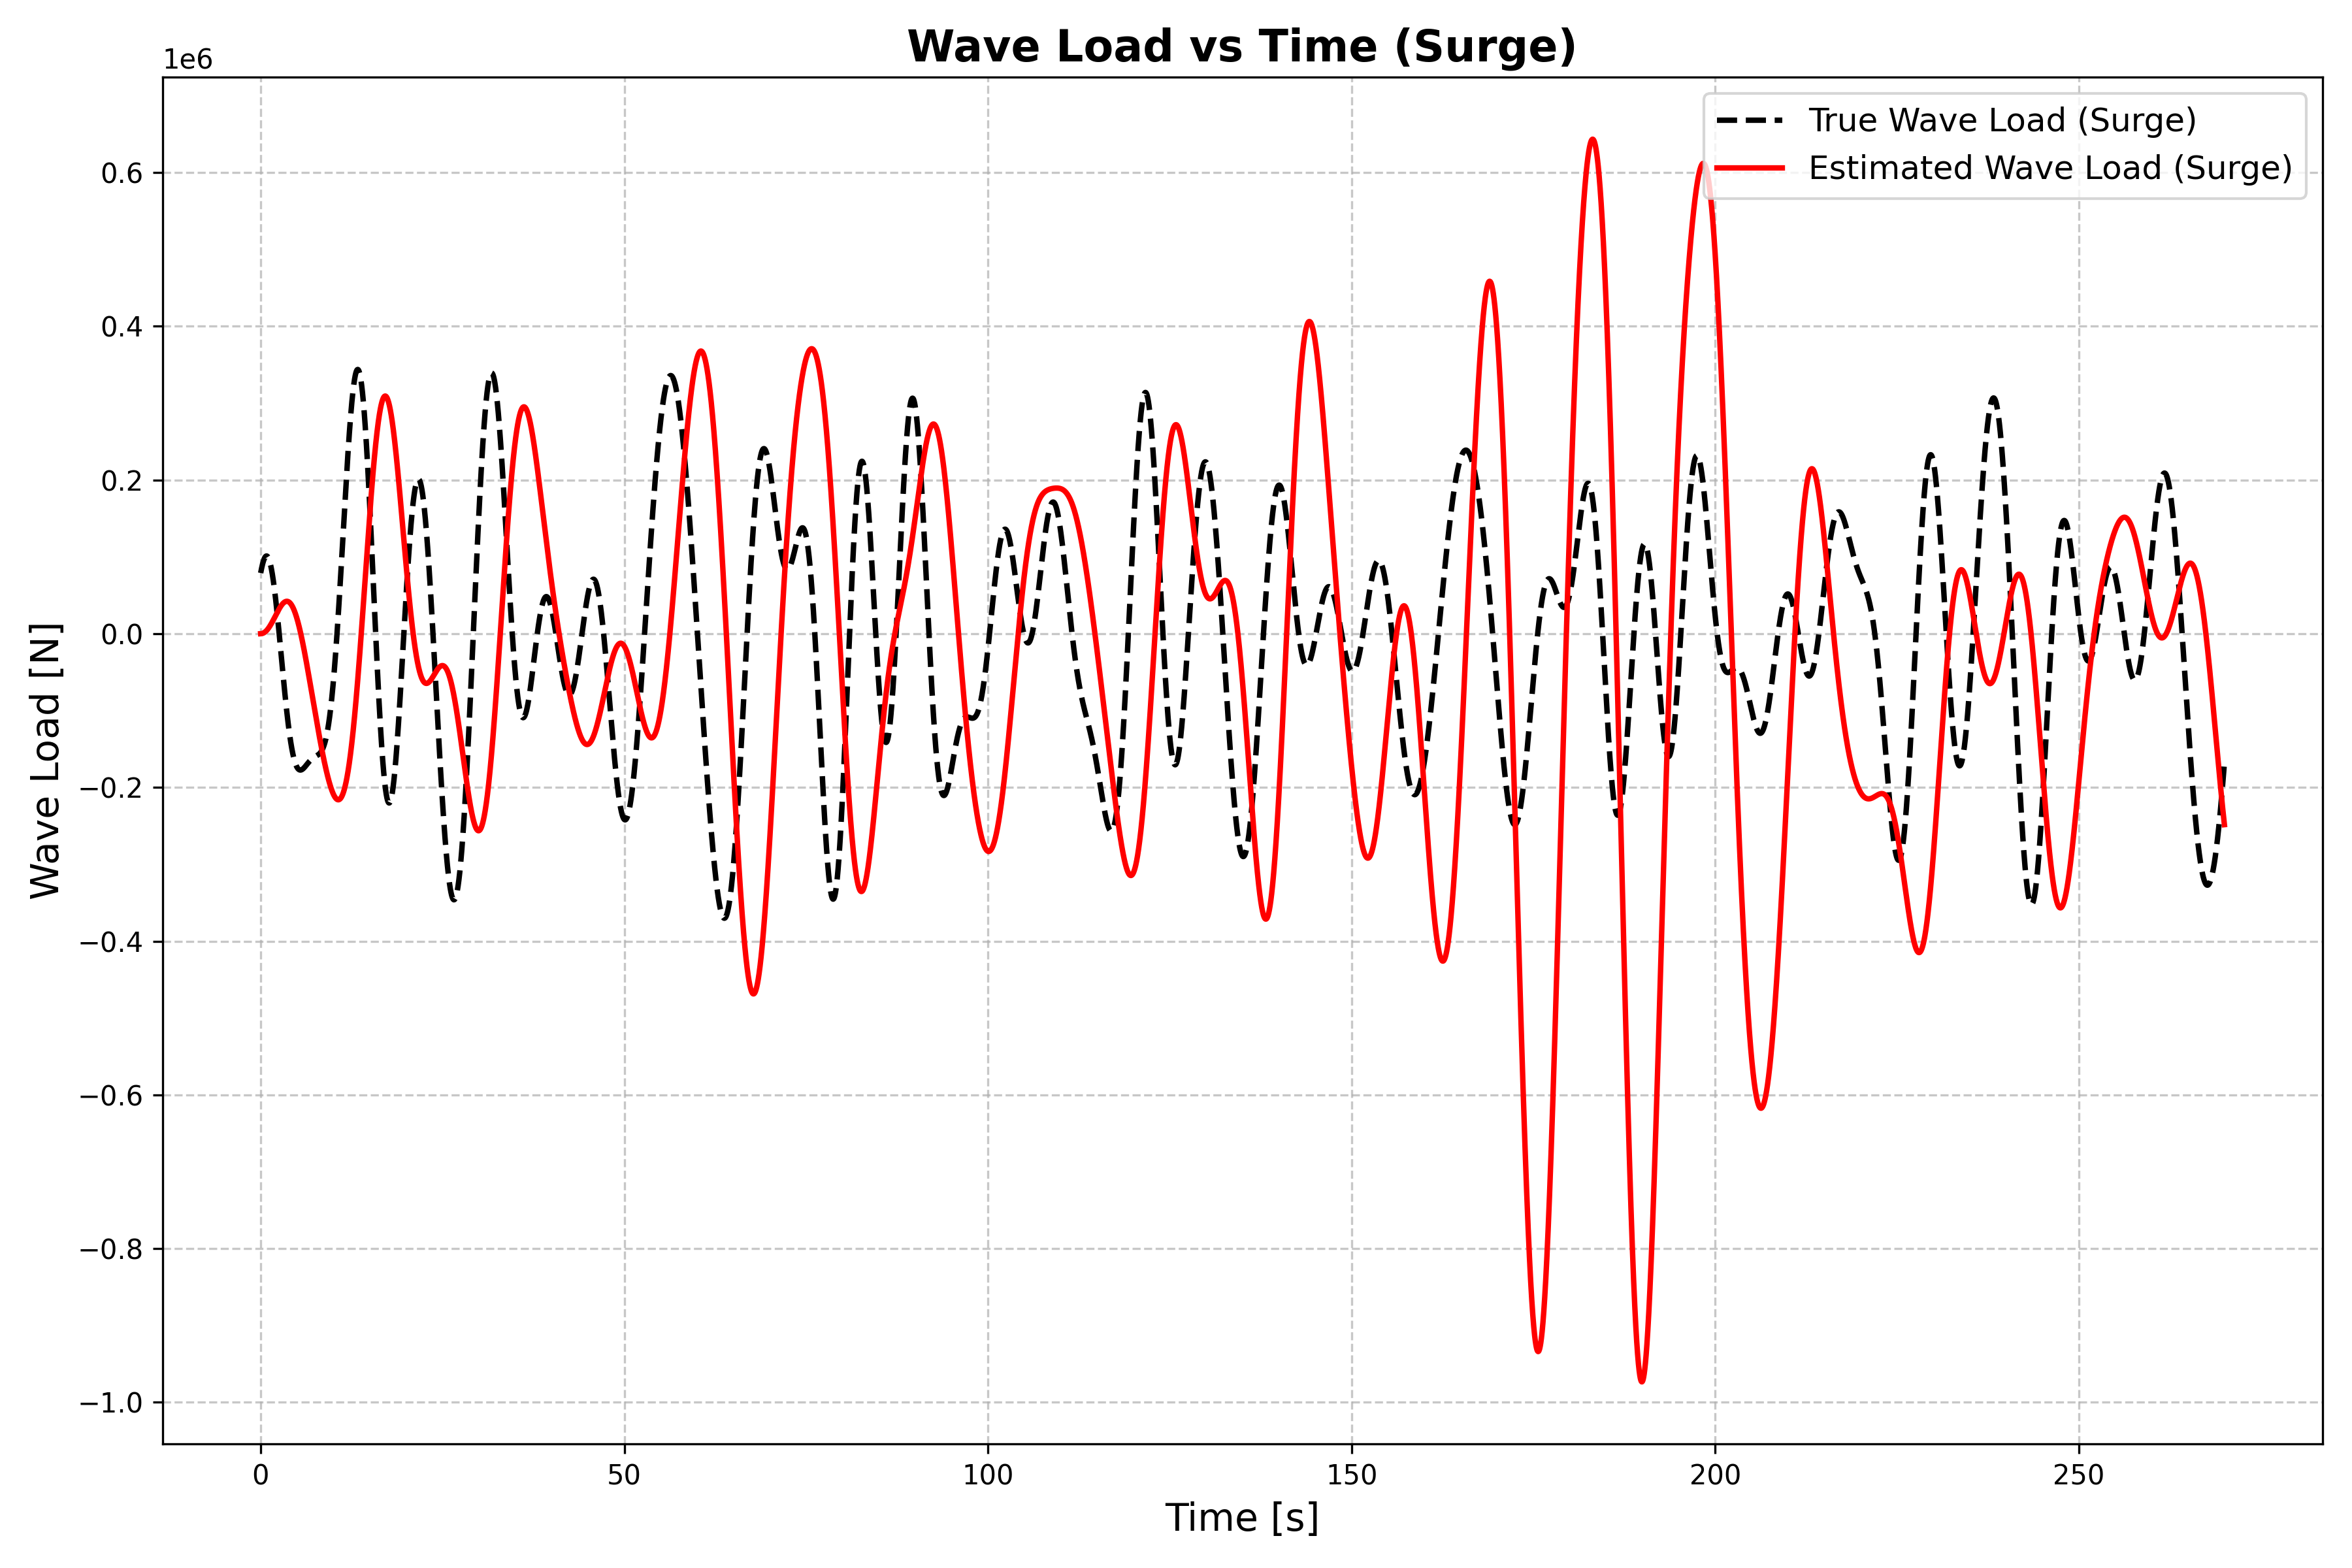 Wave Load vs Time (Surge)
1e6
True Wave Load (Surge)
Estimated Wave Load (Surge)
0.6
0.4
0.2
0.0
−0.2
−0.4
−0.6
−0.8
−1.0
Wave Load [N]
0 50 100 150 200 250
Time [s]